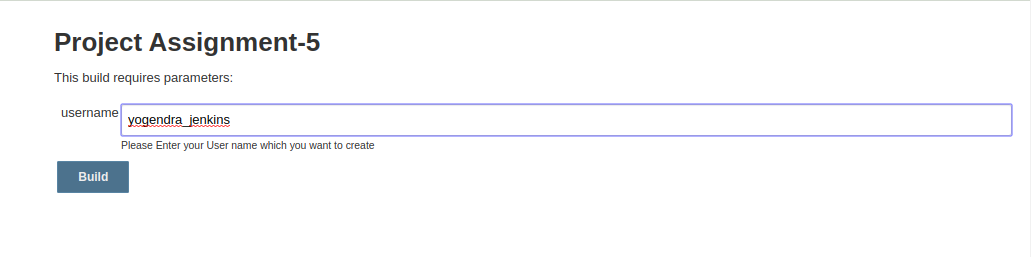 Project Assignment-5
This build requires parameters:
username yogendra_jenkins
Please Enter your User name which you want to create
Build